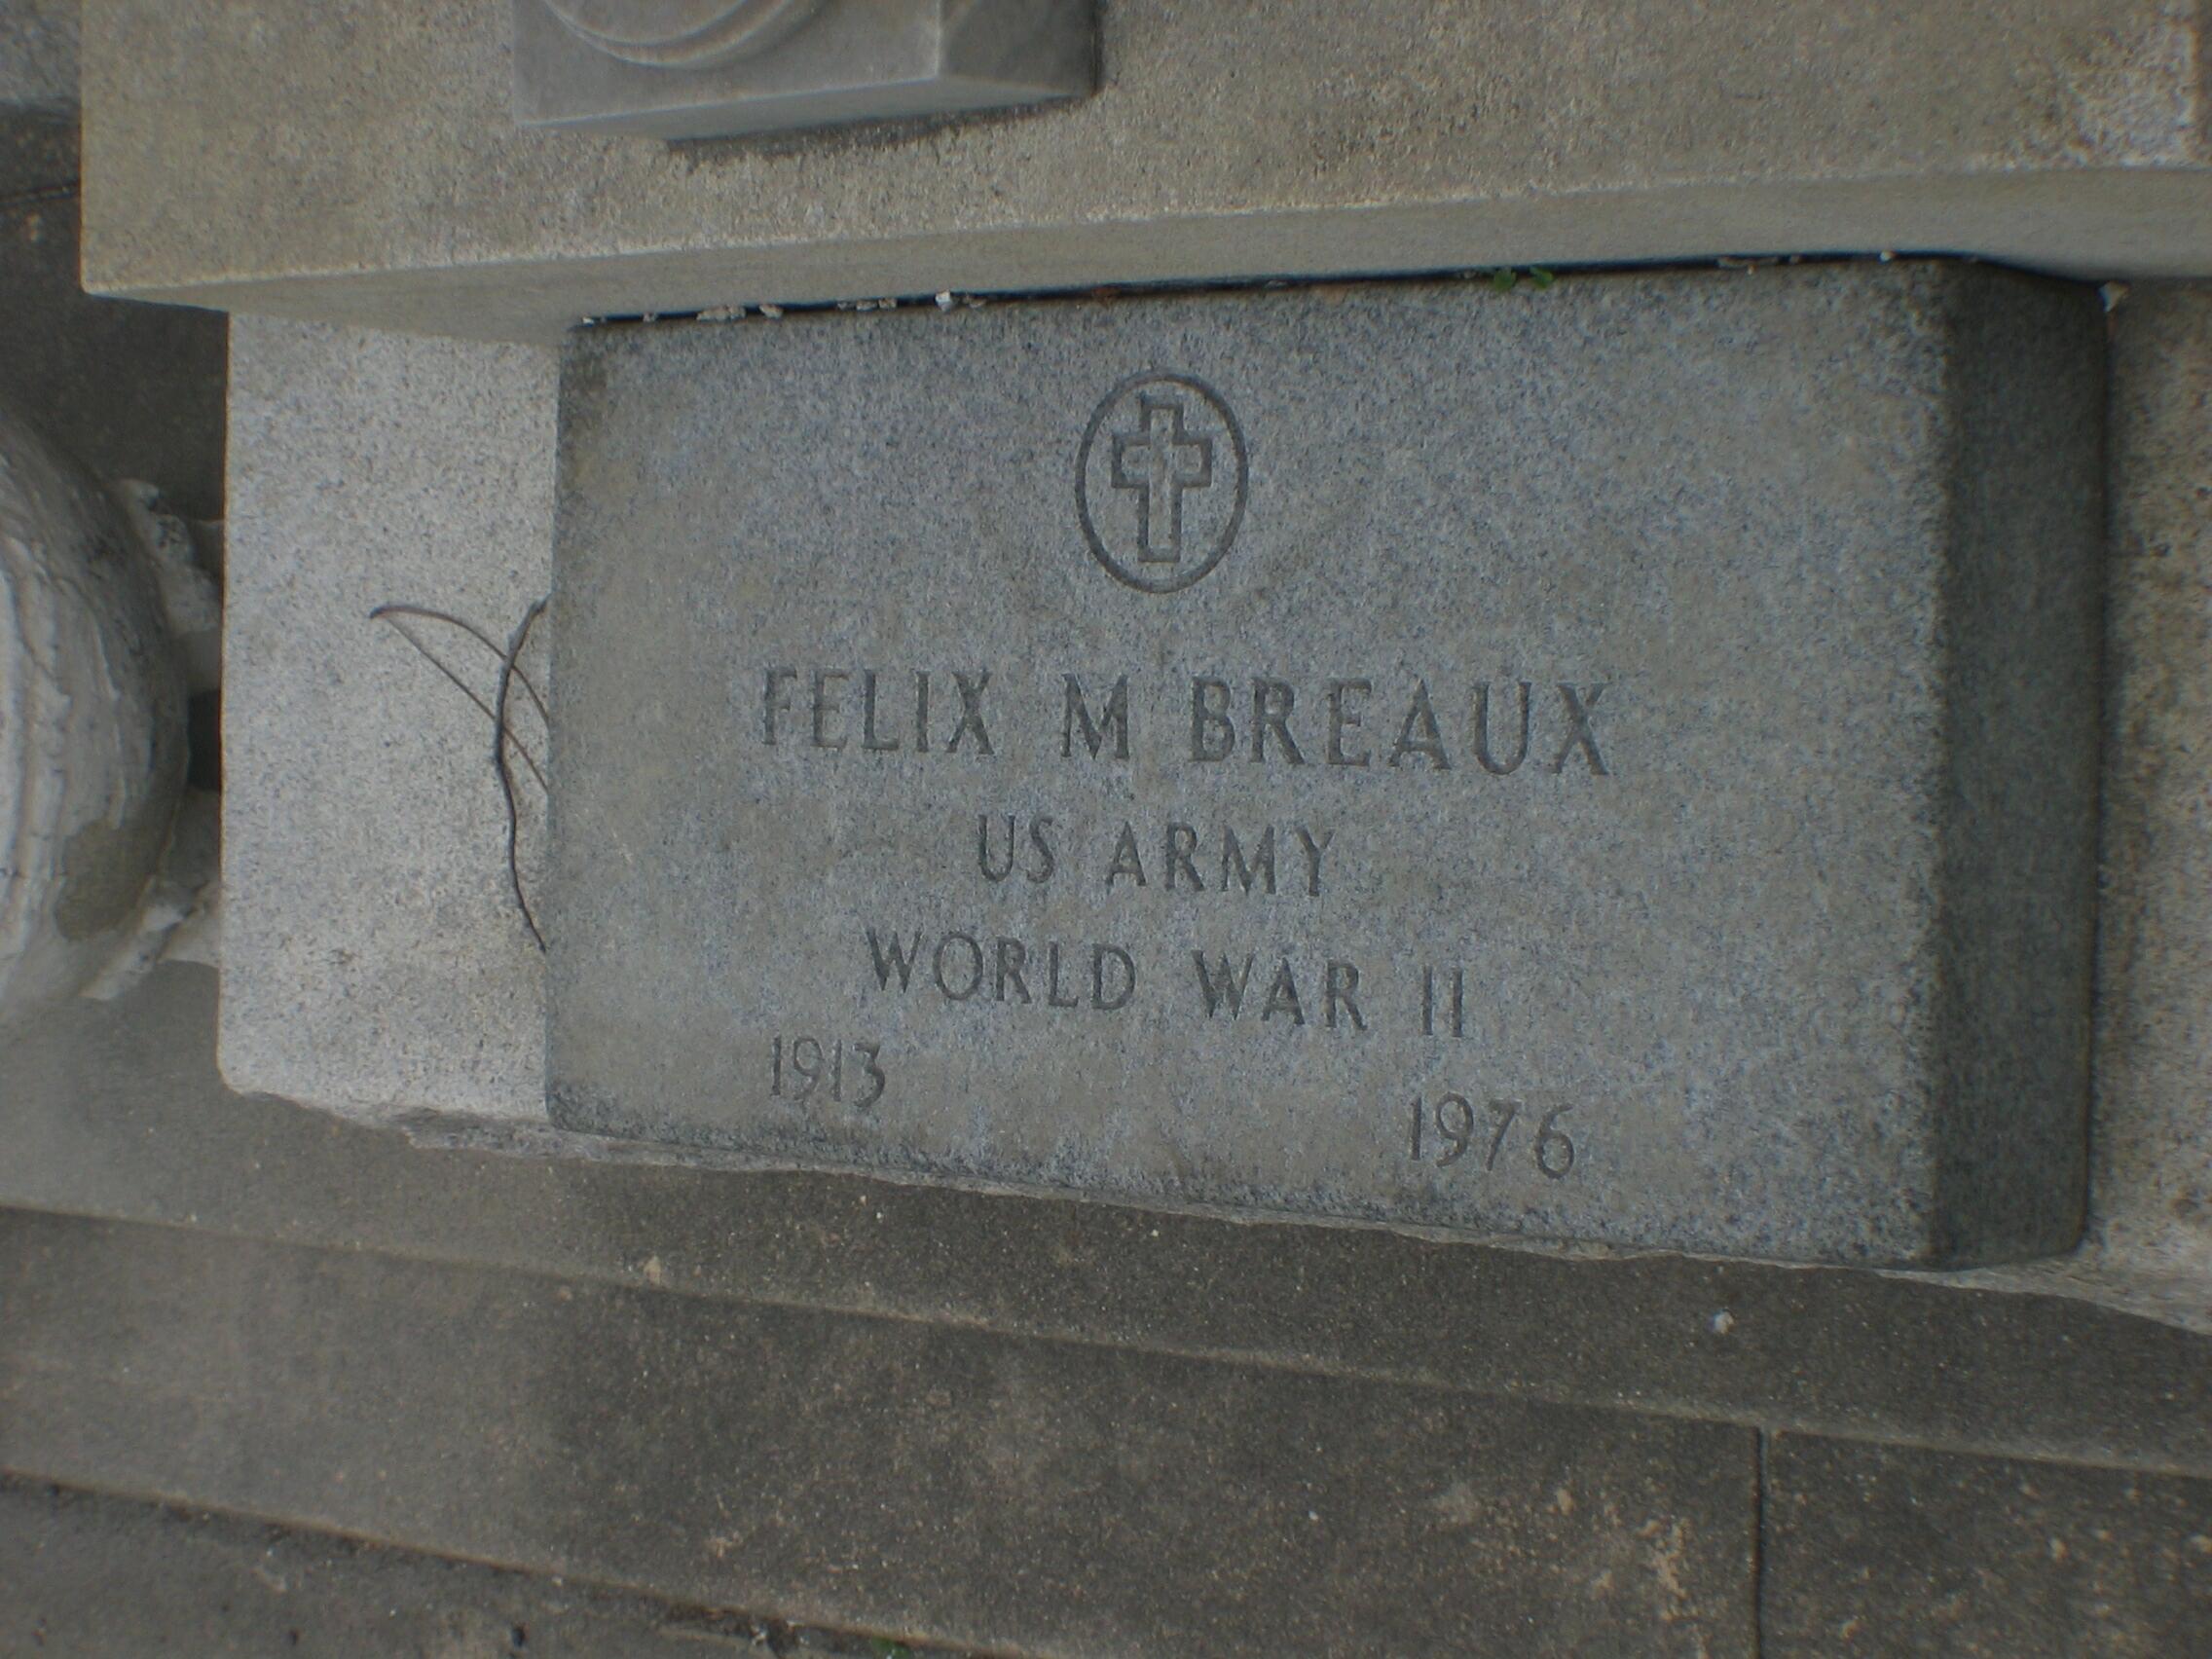 FELIX M BREAUX
US ARMY
WORLD WAR II
1913 1976